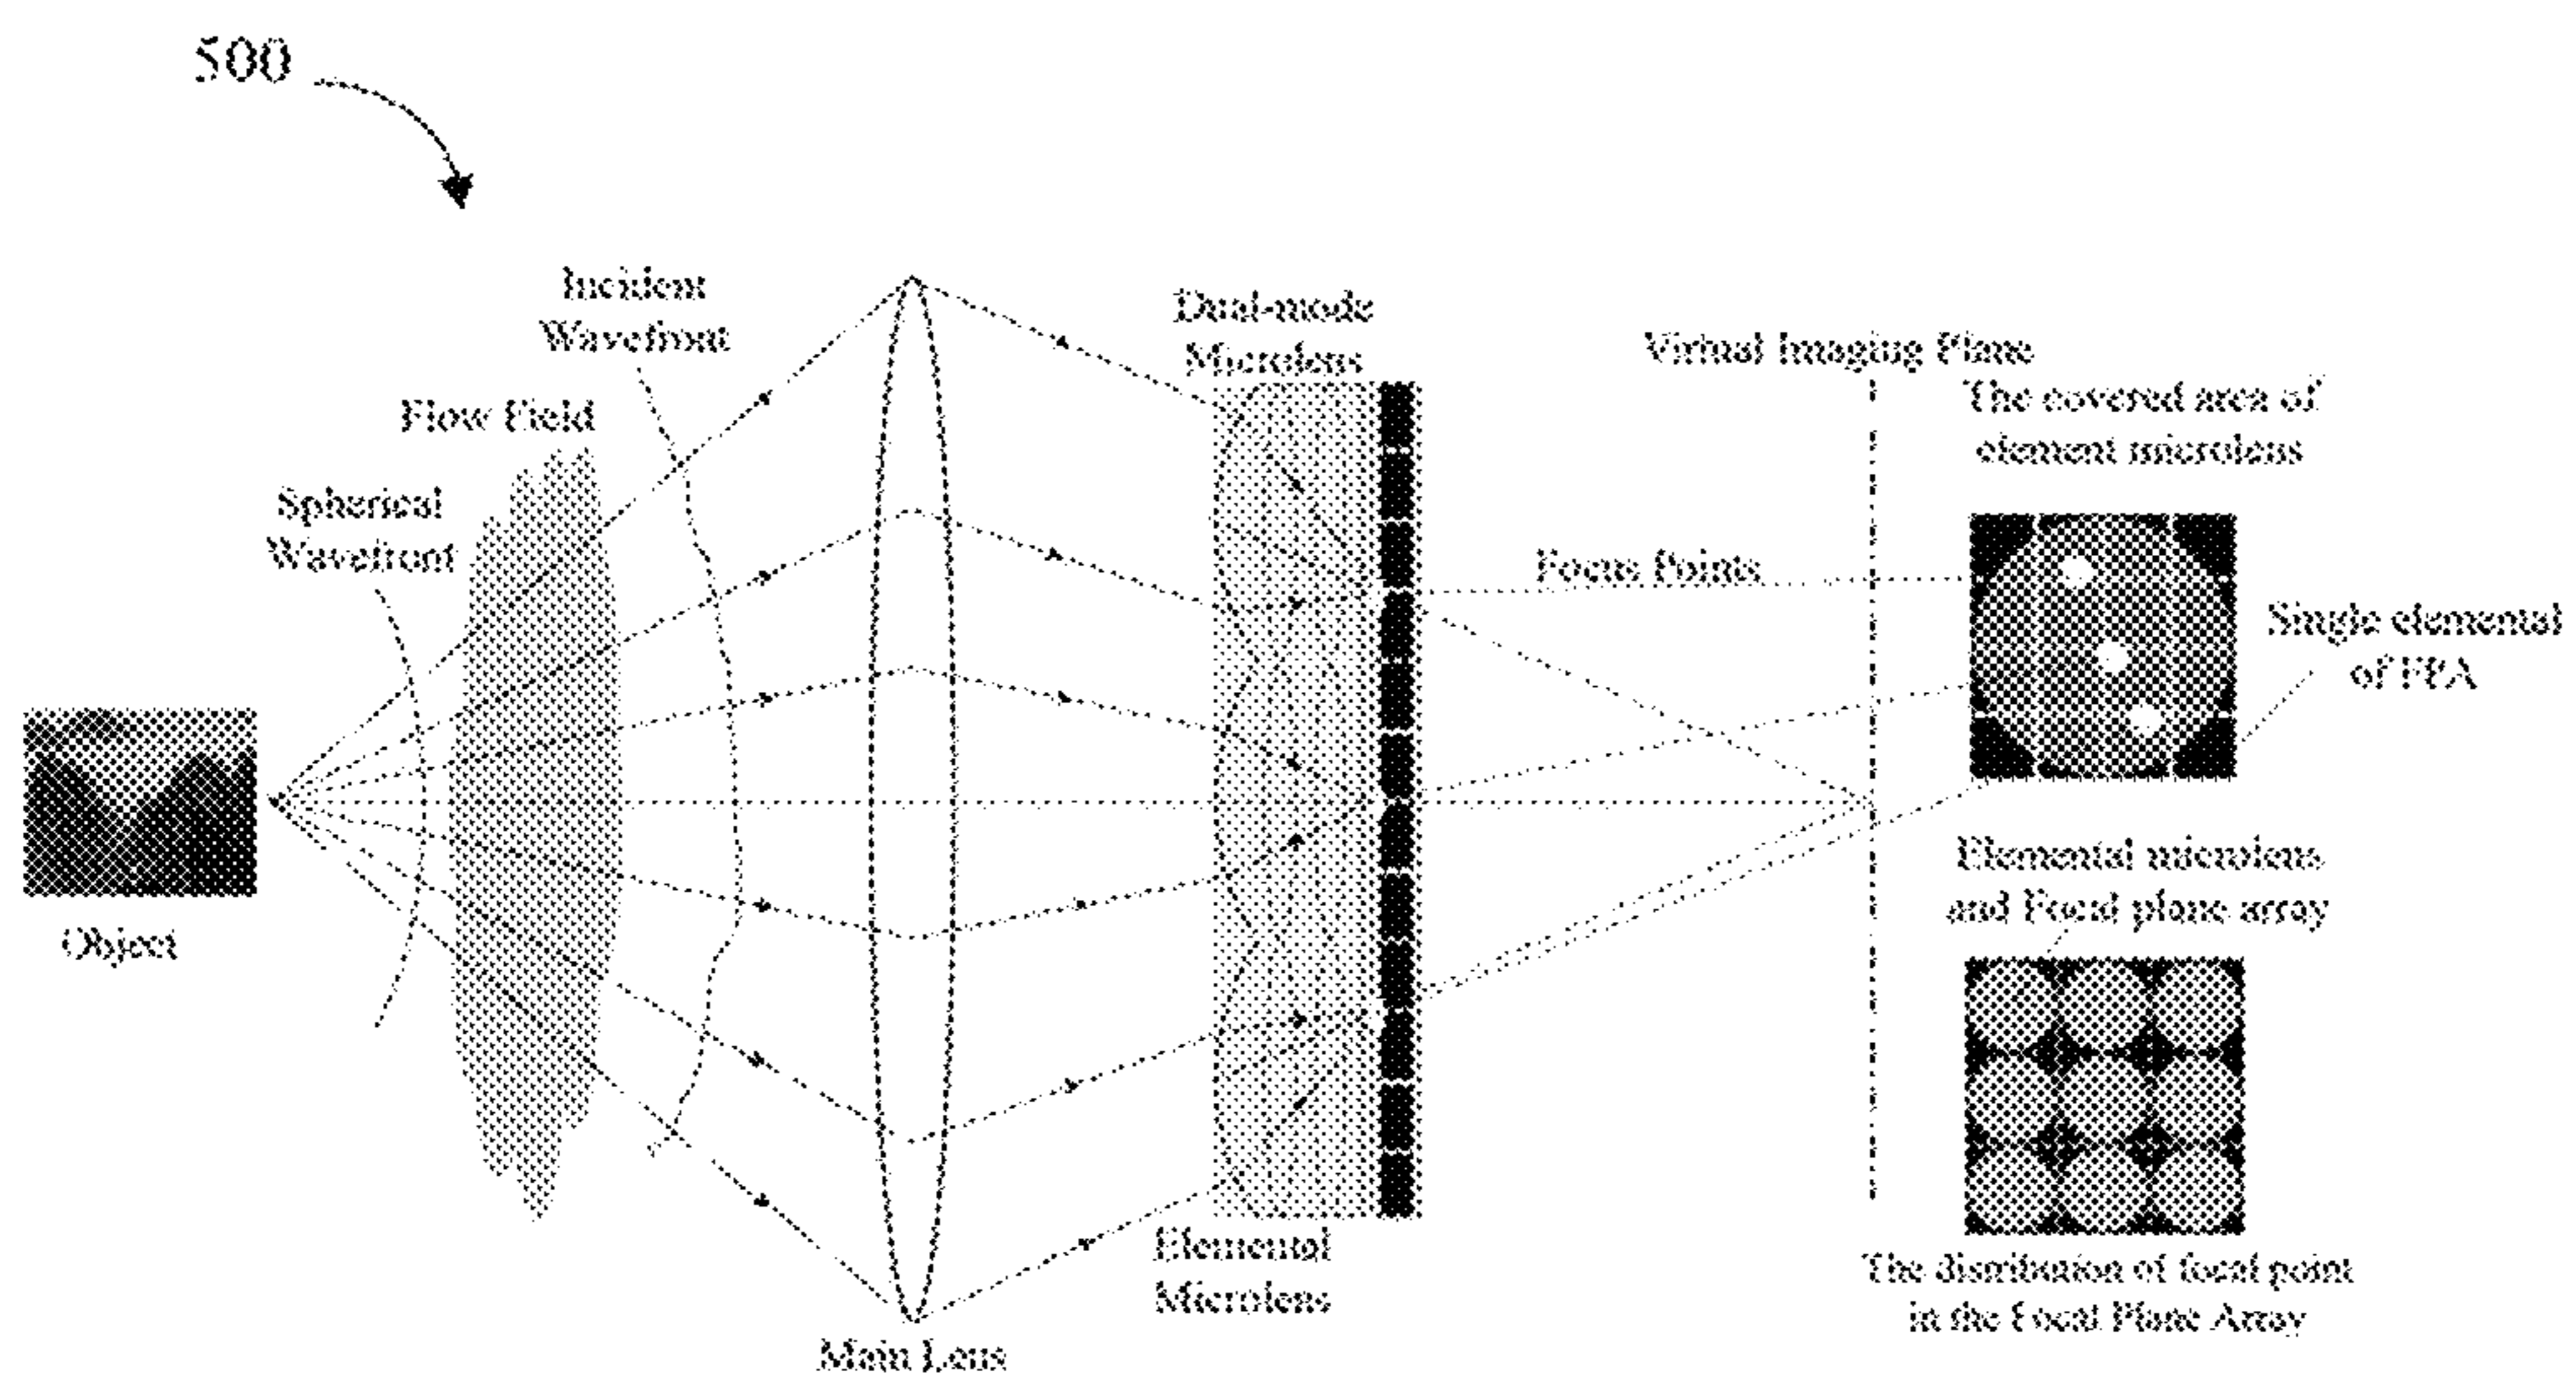 500
Incident
Wavefront
Flow Field
Spherical
Wavefront
Object
Main Lens
Dual-mode
Microlens
Elemental
Microlens
Focus Points
Virtual Imaging Plane
The covered area of
element microlens
Single elemental
of FPA
Elemental microlens
and Focal plane array
The distribution of focal point
in the Focal Plane Array